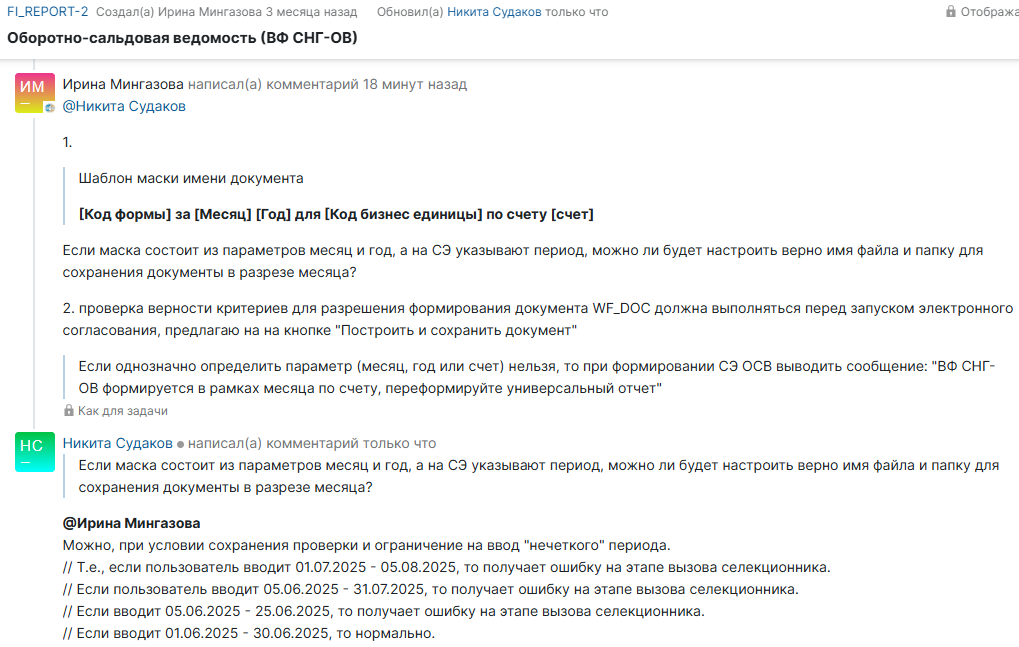 FI_REPORT-2 Создал(а) Ирина Мингазова 3 месяца назад Обновил(а) Никита Судаков только что Отобража
Оборотно-сальдовая ведомость (ВФ СНГ-ОВ)
ИМ
Ирина Мингазова написал(а) комментарий 18 минут назад
@Никита Судаков
1.
Шаблон маски имени документа
[Код формы] за [Месяц] [Год] для [Код бизнес единицы] по счету [счет]
Если маска состоит из параметров месяц и год, а на СЭ указывают период, можно ли будет настроить верно имя файла и папку для
сохранения документы в разрезе месяца?
2. проверка верности критериев для разрешения формирования документа WF_DOC должна выполняться перед запуском электронного
согласования, предлагаю на на кнопке "Построить и сохранить документ"
Если однозначно определить параметр (месяц, год или счет) нельзя, то при формировании СЭ ОСВ выводить сообщение: "ВФ СНГ-
ОВ формируется в рамках месяца по счету, переформируйте универсальный отчет"
Как для задачи
НС
Никита Судаков написал(а) комментарий только что
Если маска состоит из параметров месяц и год, а на СЭ указывают период, можно ли будет настроить верно имя файла и папку для
сохранения документы в разрезе месяца?
@Ирина Мингазова
Можно, при условии сохранения проверки и ограничение на ввод "нечеткого" периода.
// Т.е., если пользователь вводит 01.07.2025 - 05.08.2025, то получает ошибку на этапе вызова селекционника.
// Если пользователь вводит 05.06.2025 - 31.07.2025, то получает ошибку на этапе вызова селекционника.
// Если вводит 05.06.2025 - 25.06.2025, то получает ошибку на этапе вызова селекционника.
// Если вводит 01.06.2025 - 30.06.2025, то нормально.